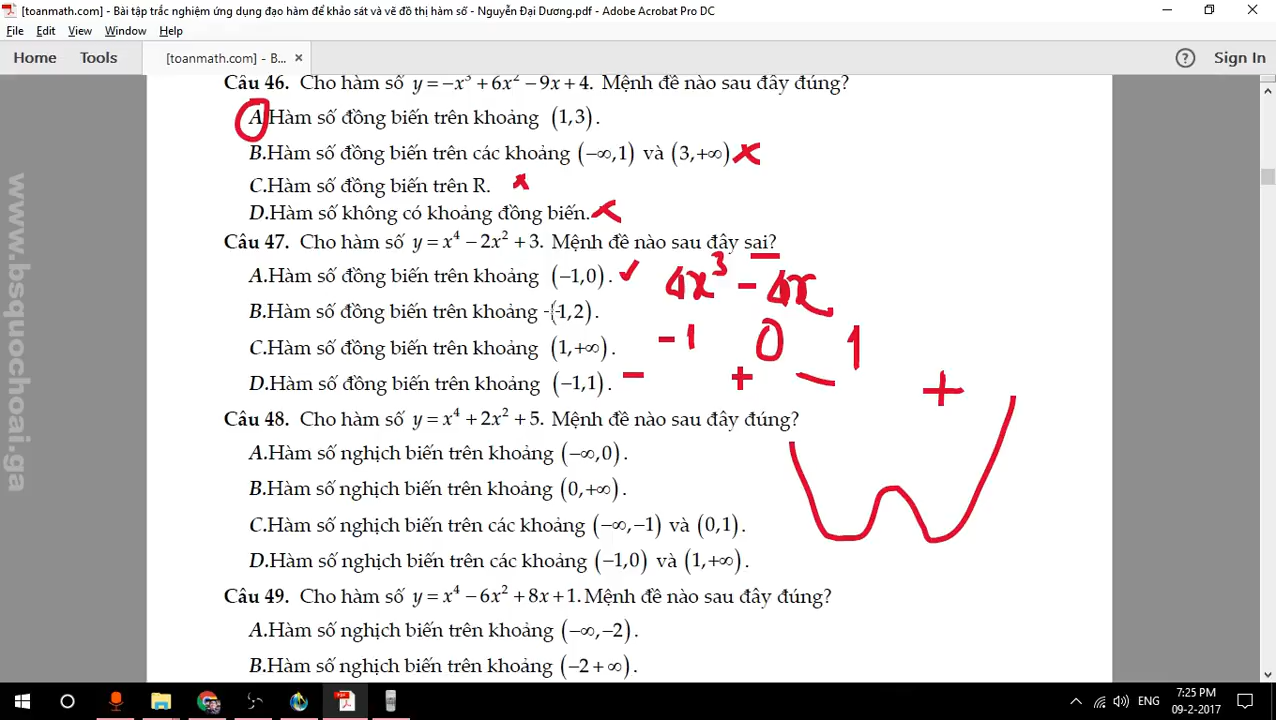 [toanmath.com] - Bài tập trắc nghiệm ứng dụng đạo hàm để khảo sát và vẽ đồ thị hàm số - Nguyễn Đại Dương.pdf - Adobe Acrobat Pro DC
File Edit View Window Help
Home Tools [toanmath.com] - B... × ? Sign In
Câu 46. Cho hàm số y = −x³ + 6x² − 9x + 4. Mệnh đề nào sau đây đúng?
A.Hàm số đồng biến trên khoảng (1,3).
B.Hàm số đồng biến trên các khoảng (−∞,1) và (3,+∞)
C.Hàm số đồng biến trên R.
D.Hàm số không có khoảng đồng biến.
Câu 47. Cho hàm số y = x⁴ − 2x² + 3. Mệnh đề nào sau đây sai?
A.Hàm số đồng biến trên khoảng (−1,0).
4x³ − 4x
B.Hàm số đồng biến trên khoảng (1,2).
−1 0 1
C.Hàm số đồng biến trên khoảng (1,+∞).
D.Hàm số đồng biến trên khoảng (−1,1).
− + − +
Câu 48. Cho hàm số y = x⁴ + 2x² + 5. Mệnh đề nào sau đây đúng?
A.Hàm số nghịch biến trên khoảng (−∞,0).
B.Hàm số nghịch biến trên khoảng (0,+∞).
C.Hàm số nghịch biến trên các khoảng (−∞,−1) và (0,1).
D.Hàm số nghịch biến trên các khoảng (−1,0) và (1,+∞).
Câu 49. Cho hàm số y = x⁴ − 6x² + 8x + 1. Mệnh đề nào sau đây đúng?
A.Hàm số nghịch biến trên khoảng (−∞,−2).
B.Hàm số nghịch biến trên khoảng (−2 + ∞).
www.bsquochoai.ga
ENG
7:25 PM
09-2-2017